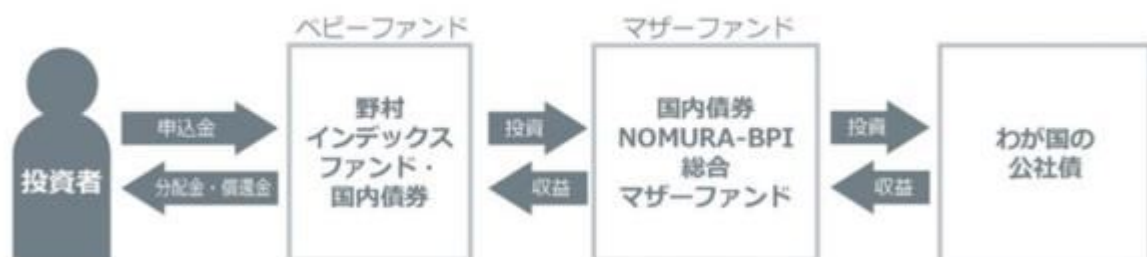 ベビーファンド
マザーファンド
投資者
申込金
分配金・償還金
野村
インデックス
ファンド・
国内債券
投資
収益
国内債券
NOMURA-BPI
総合
マザーファンド
投資
収益
わが国の
公社債